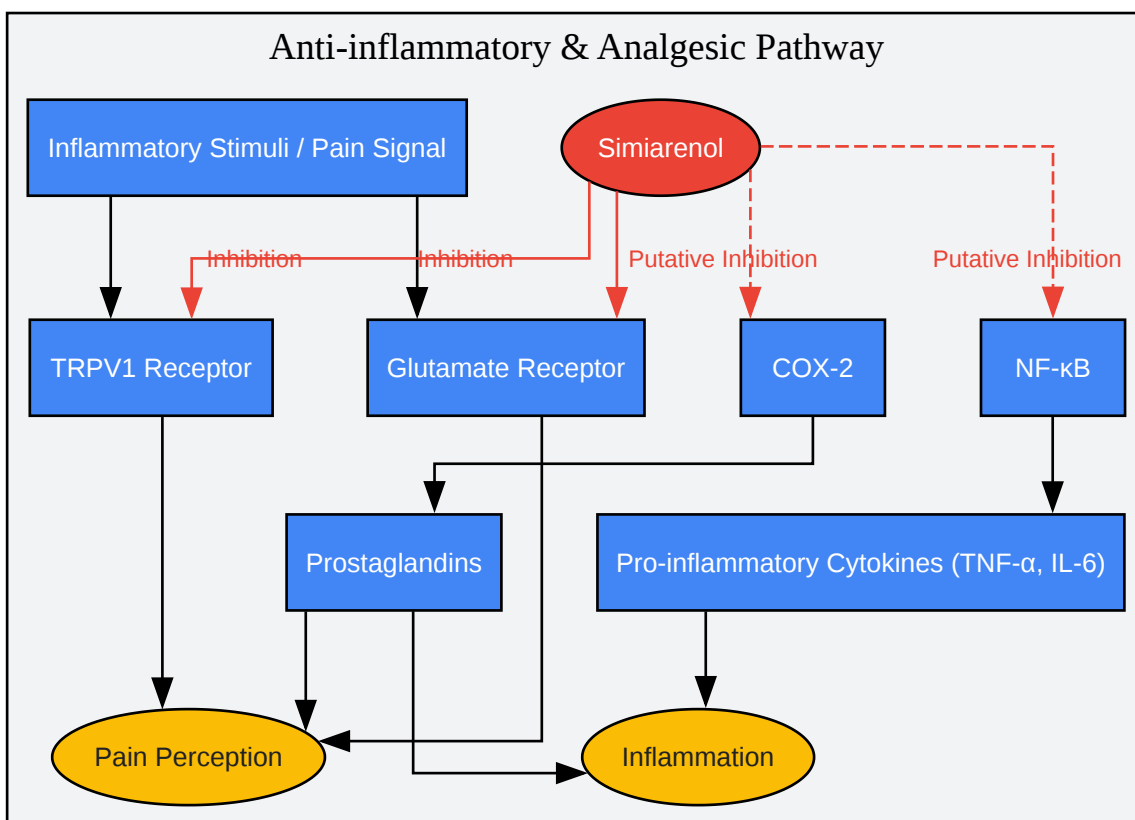 Anti-inflammatory & Analgesic Pathway
Inflammatory Stimuli / Pain Signal
Simiarenol
Inhibition
Inhibition
Putative Inhibition
Putative Inhibition
TRPV1 Receptor
Glutamate Receptor
COX-2
NF-κB
Prostaglandins
Pro-inflammatory Cytokines (TNF-α, IL-6)
Pain Perception
Inflammation